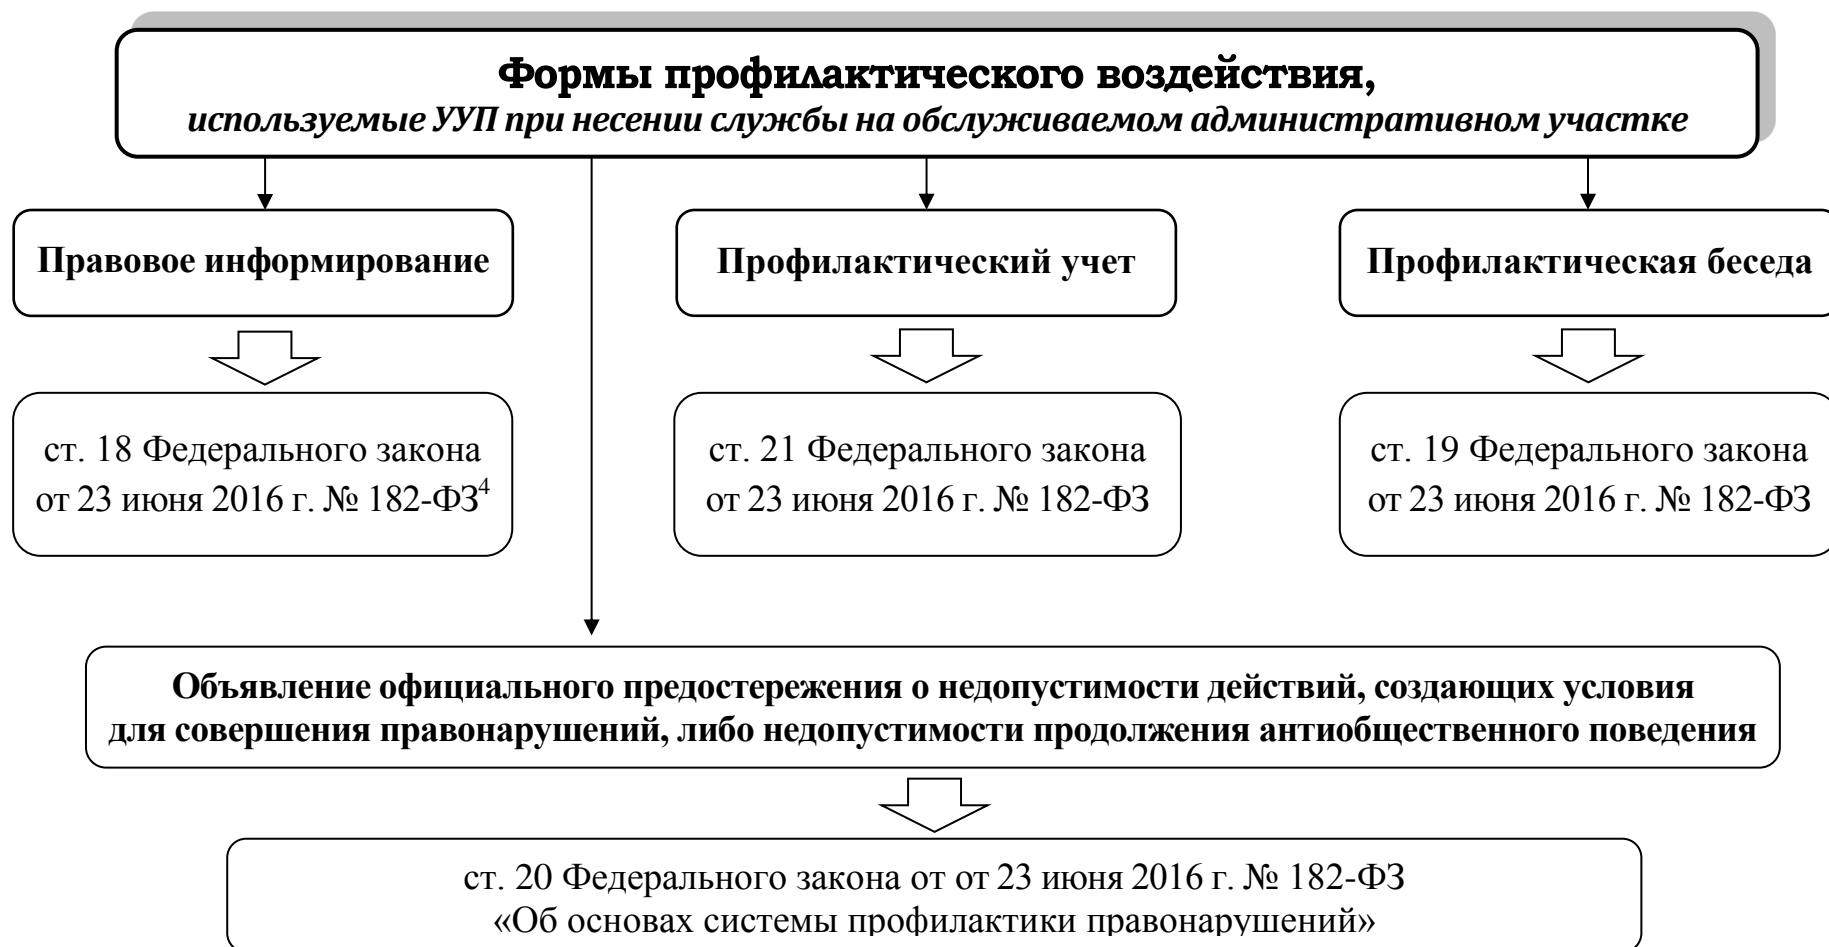 Формы профилактического воздействия,
используемые УУП при несении службы на обслуживаемом административном участке
Правовое информирование
Профилактический учет
Профилактическая беседа
ст. 18 Федерального закона
от 23 июня 2016 г. № 182-ФЗ⁴
ст. 21 Федерального закона
от 23 июня 2016 г. № 182-ФЗ
ст. 19 Федерального закона
от 23 июня 2016 г. № 182-ФЗ
Объявление официального предостережения о недопустимости действий, создающих условия
для совершения правонарушений, либо недопустимости продолжения антиобщественного поведения
ст. 20 Федерального закона от от 23 июня 2016 г. № 182-ФЗ
«Об основах системы профилактики правонарушений»